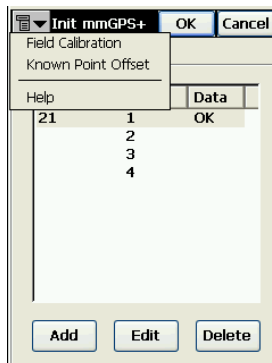 Init mmGPS+ OK Cancel
Field Calibration
Known Point Offset
Help
Data
21 1 OK
2
3
4
Add Edit Delete